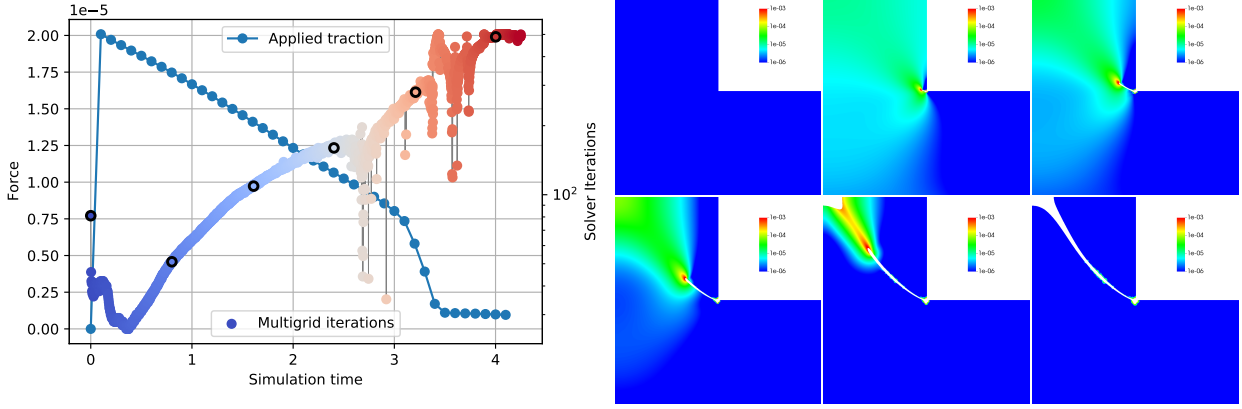 1e−5
2.00
1.75
1.50
1.25
1.00
0.75
0.50
0.25
0.00
Force
0
1
2
3
4
Simulation time
Applied traction
Multigrid iterations
10^2
Solver Iterations
1e-03
1e-04
1e-05
1e-06
1e-03
1e-04
1e-05
1e-06
1e-03
1e-04
1e-05
1e-06
1e-03
1e-04
1e-05
1e-06
1e-03
1e-04
1e-05
1e-06
1e-03
1e-04
1e-05
1e-06